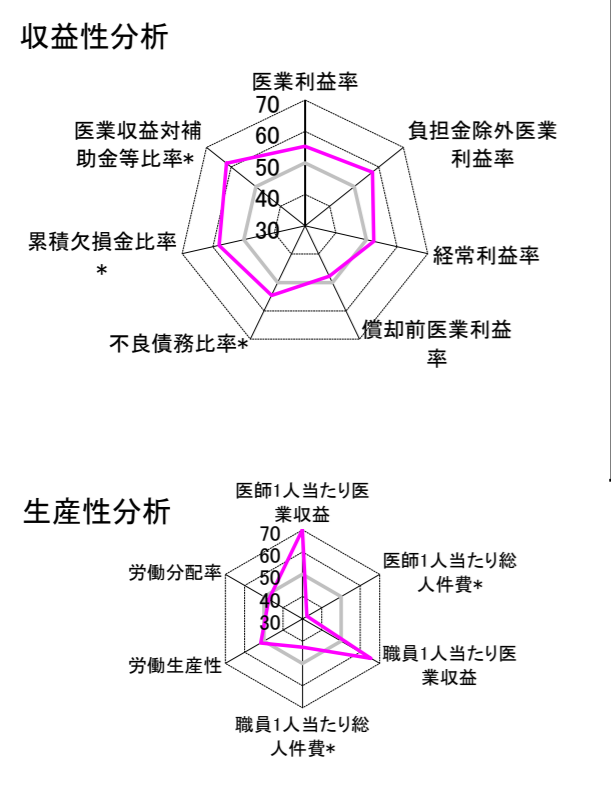 収益性分析
医業利益率
70
60
50
40
30
負担金除外医業
利益率
経常利益率
償却前医業利益
率
不良債務比率*
累積欠損金比率
*
医業収益対補
助金等比率*
生産性分析
医師1人当たり医
業収益
70
60
50
40
30
医師1人当たり総
人件費*
職員1人当たり医
業収益
職員1人当たり総
人件費*
労働生産性
労働分配率